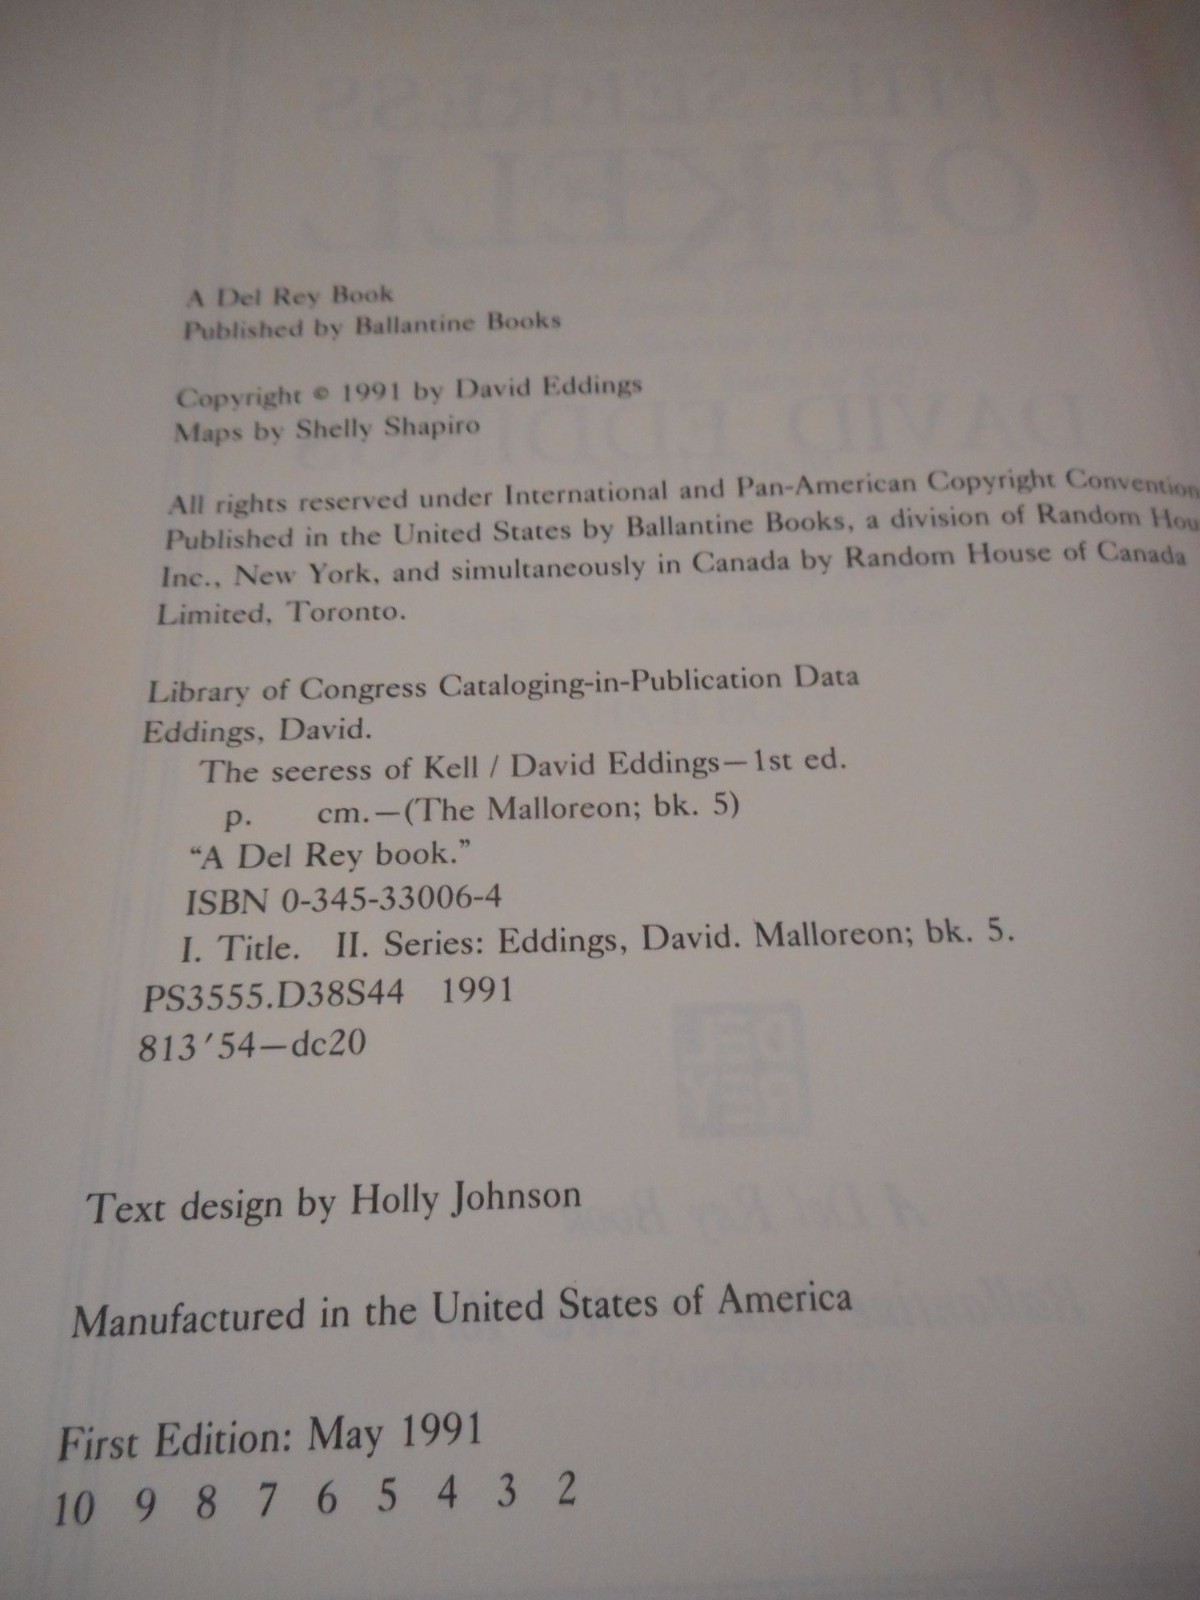 A Del Rey Book
Published by Ballantine Books
Copyright © 1991 by David Eddings
Maps by Shelly Shapiro
All rights reserved under International and Pan-American Copyright Convention
Published in the United States by Ballantine Books, a division of Random Hou
Inc., New York, and simultaneously in Canada by Random House of Canada
Limited, Toronto.
Library of Congress Cataloging-in-Publication Data
Eddings, David.
The seeress of Kell / David Eddings—1st ed.
p. cm.—(The Malloreon; bk. 5)
“A Del Rey book.”
ISBN 0-345-33006-4
I. Title. II. Series: Eddings, David. Malloreon; bk. 5.
PS3555.D38S44 1991
813′54—dc20
Text design by Holly Johnson
Manufactured in the United States of America
First Edition: May 1991
10 9 8 7 6 5 4 3 2